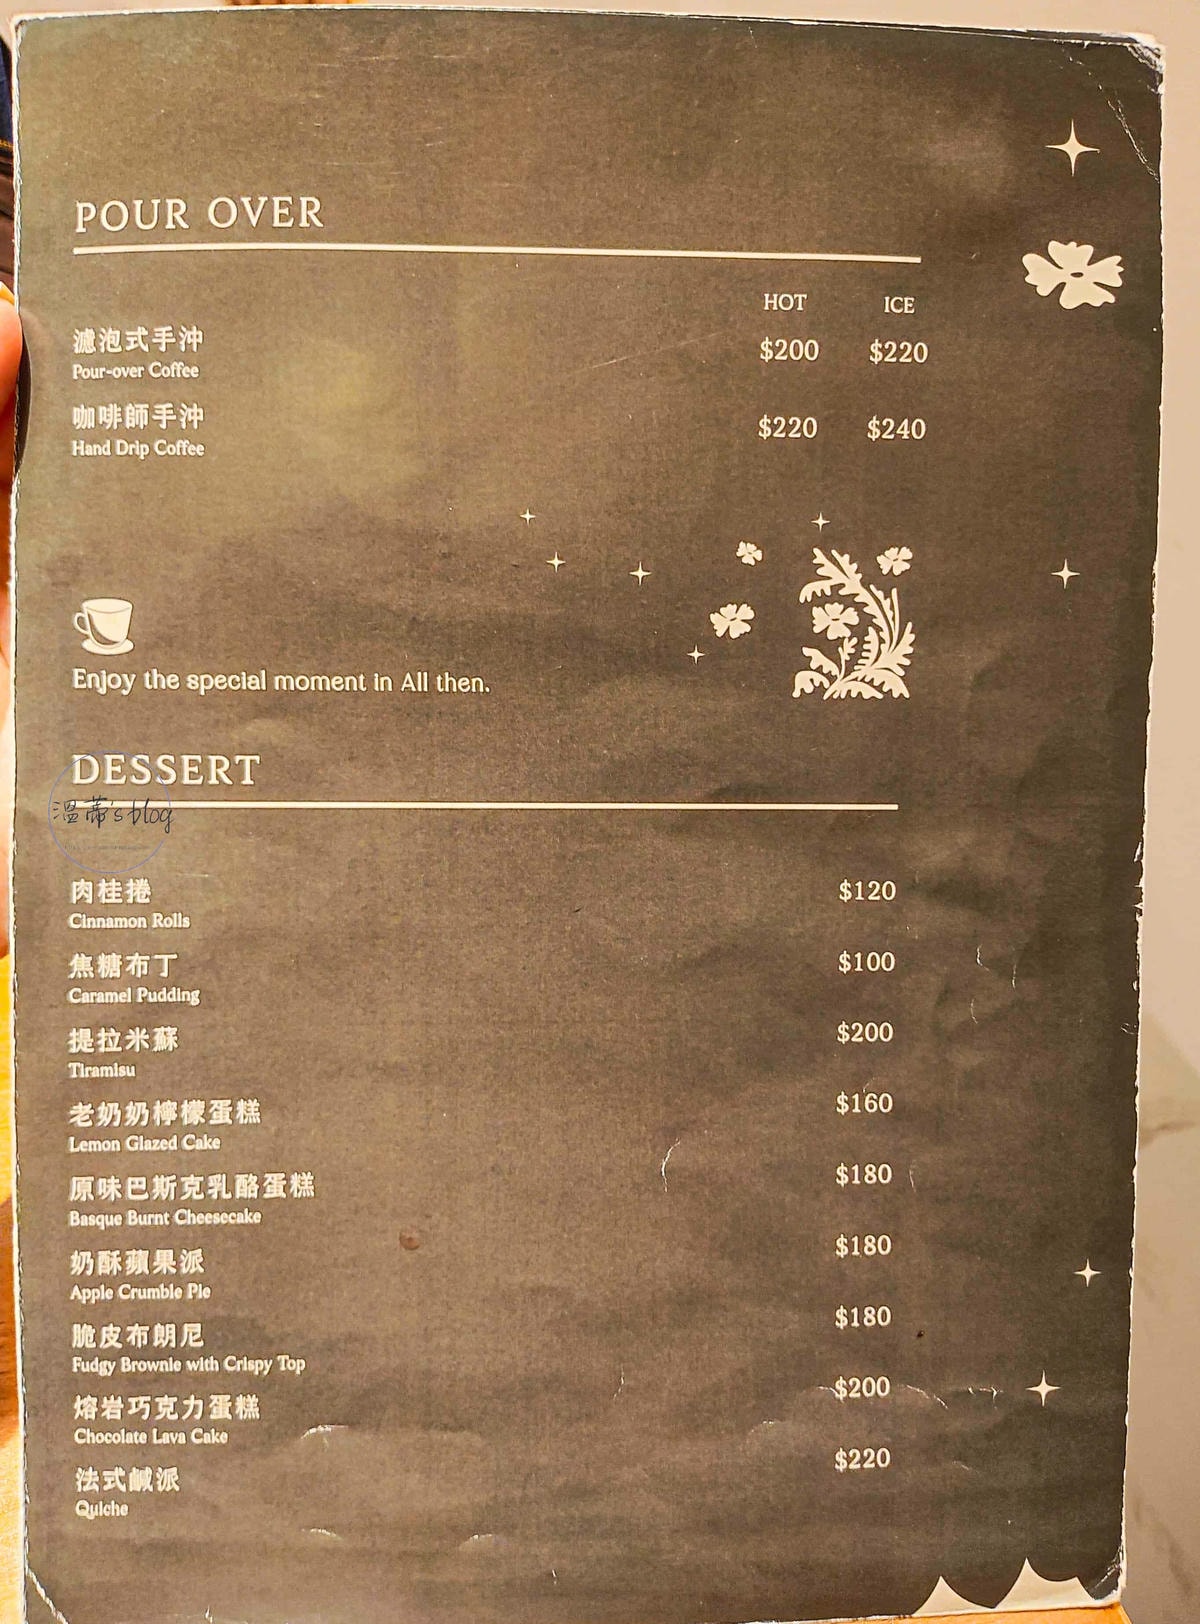 POUR OVER
HOT ICE
濾泡式手沖 $200 $220
Pour-over Coffee
咖啡師手沖 $220 $240
Hand Drip Coffee
Enjoy the special moment in All then.
DESSERT
溫蒂's blog
肉桂捲 $120
Cinnamon Rolls
焦糖布丁 $100
Caramel Pudding
提拉米蘇 $200
Tiramisu
老奶奶檸檬蛋糕 $160
Lemon Glazed Cake
原味巴斯克乳酪蛋糕 $180
Basque Burnt Cheesecake
奶酥蘋果派 $180
Apple Crumble Pie
脆皮布朗尼 $180
Fudgy Brownie with Crispy Top
熔岩巧克力蛋糕 $200
Chocolate Lava Cake
法式鹹派 $220
Quiche